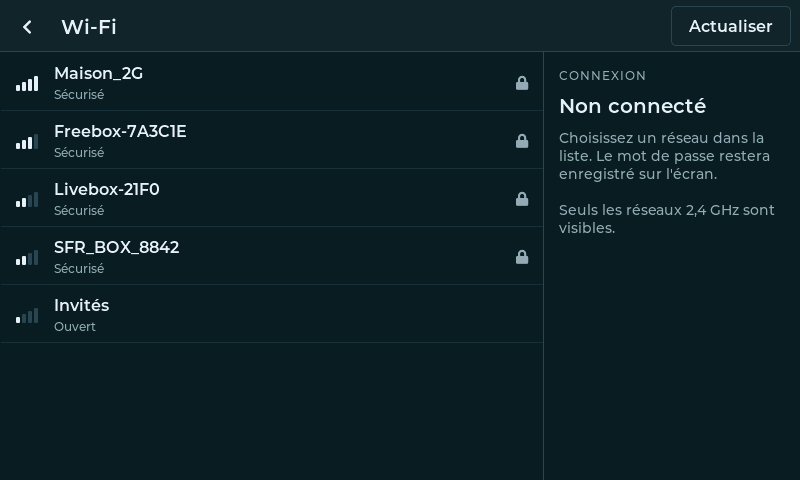 Wi-Fi
Actualiser
Maison_2G
Sécurisé
Freebox-7A3C1E
Sécurisé
Livebox-21F0
Sécurisé
SFR_BOX_8842
Sécurisé
Invités
Ouvert
CONNEXION
Non connecté
Choisissez un réseau dans la
liste. Le mot de passe restera
enregistré sur l'écran.
Seuls les réseaux 2,4 GHz sont
visibles.